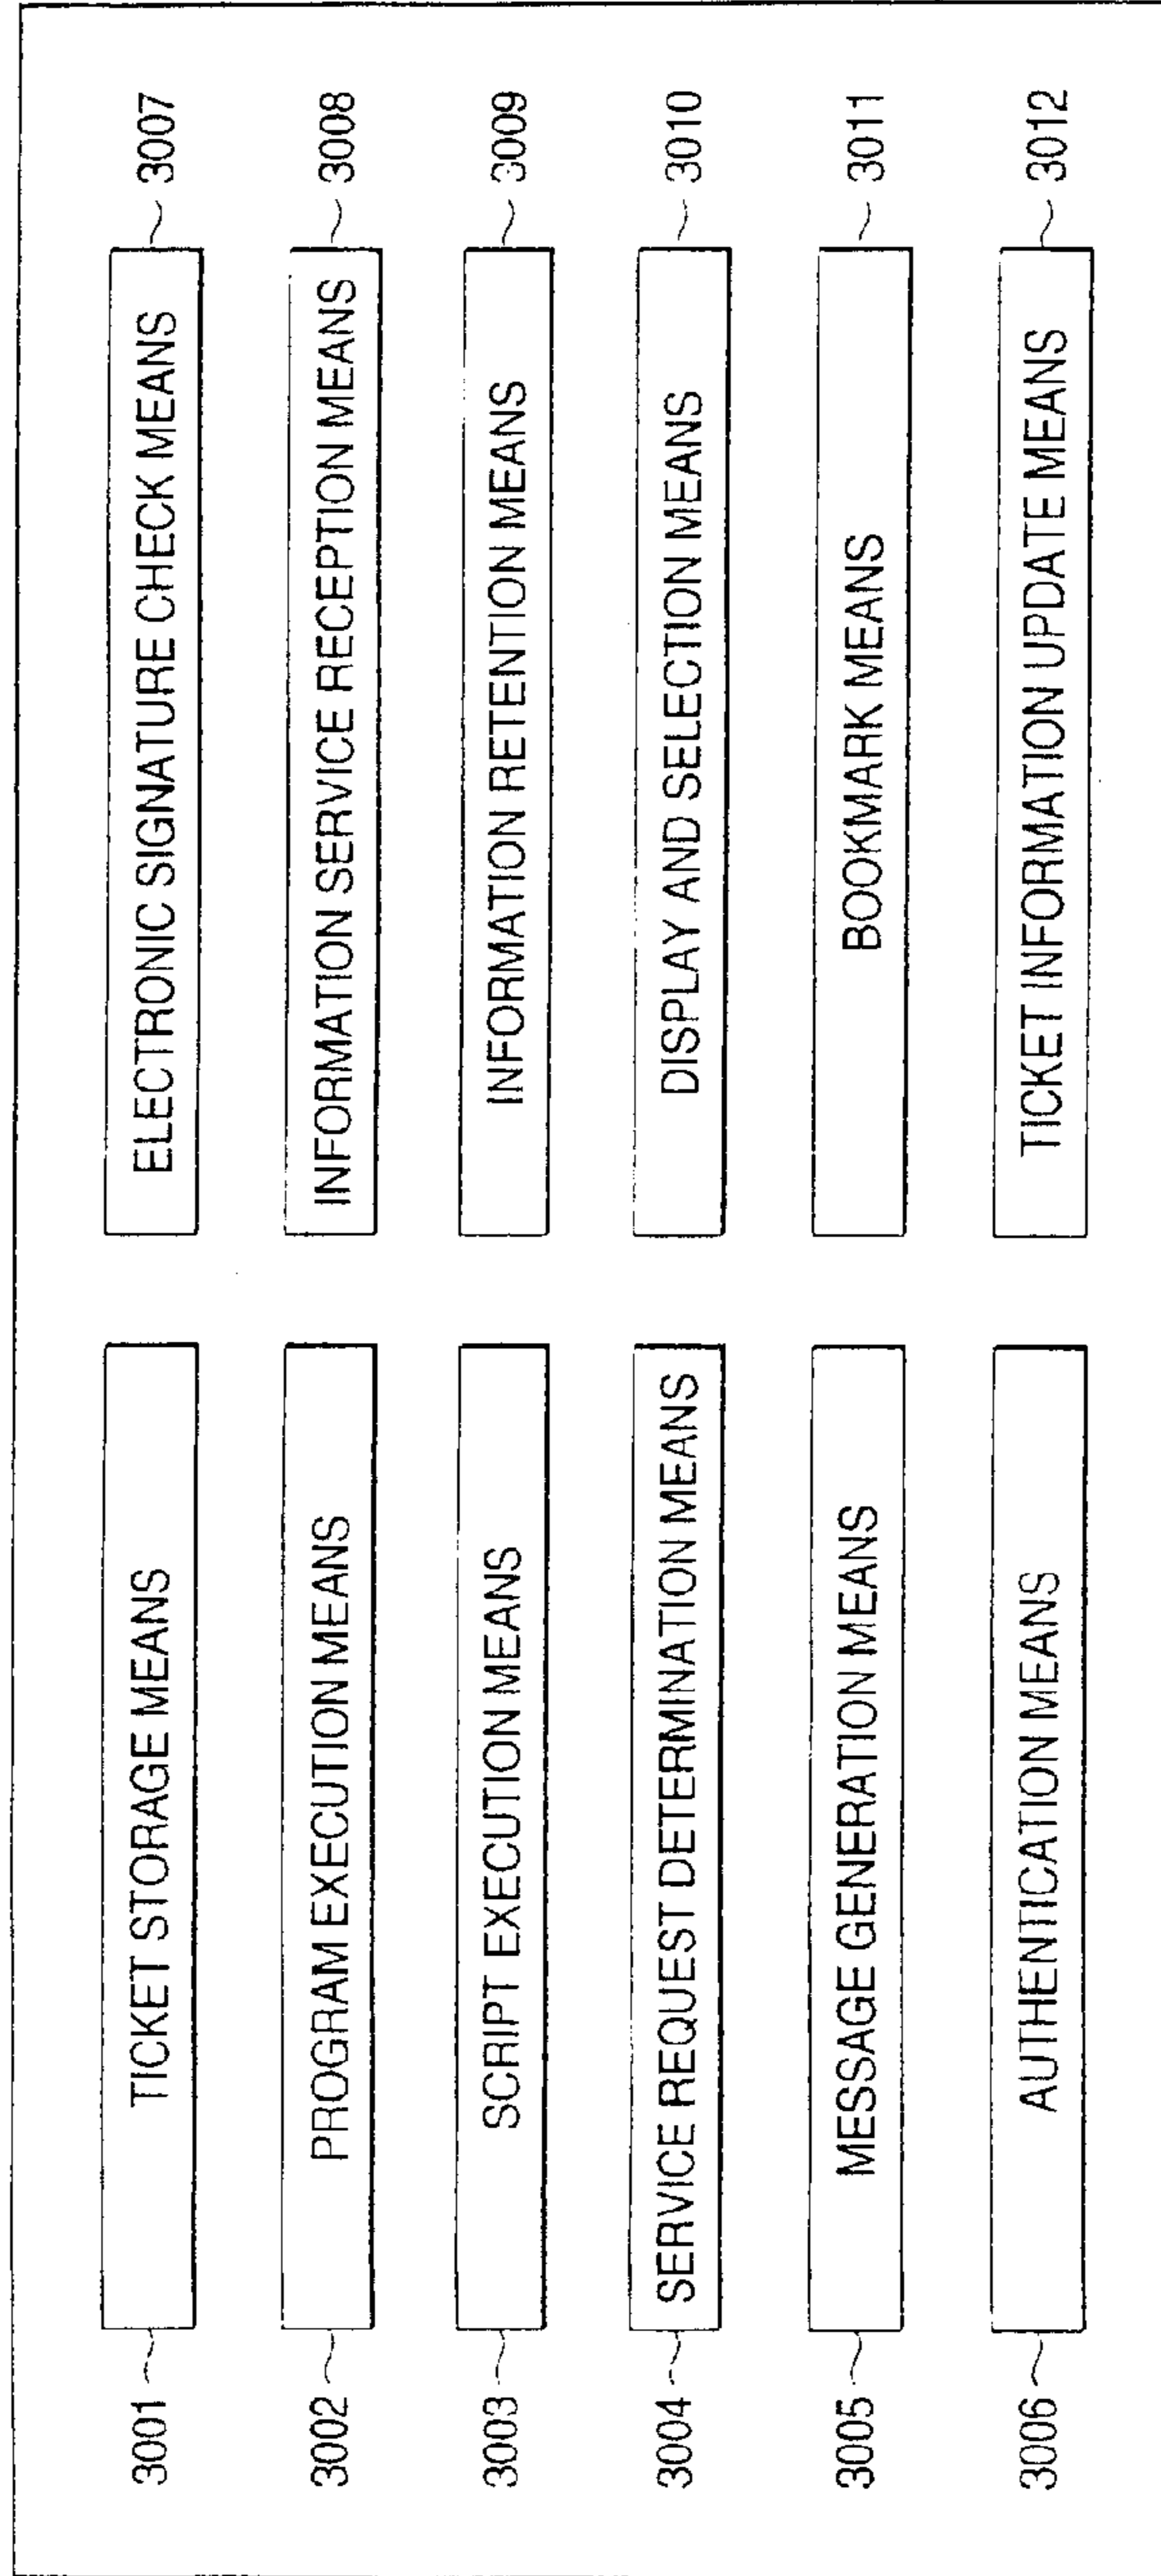 3001 TICKET STORAGE MEANS
3002 PROGRAM EXECUTION MEANS
3003 SCRIPT EXECUTION MEANS
3004 SERVICE REQUEST DETERMINATION MEANS
3005 MESSAGE GENERATION MEANS
3006 AUTHENTICATION MEANS
ELECTRONIC SIGNATURE CHECK MEANS 3007
INFORMATION SERVICE RECEPTION MEANS 3008
INFORMATION RETENTION MEANS 3009
DISPLAY AND SELECTION MEANS 3010
BOOKMARK MEANS 3011
TICKET INFORMATION UPDATE MEANS 3012